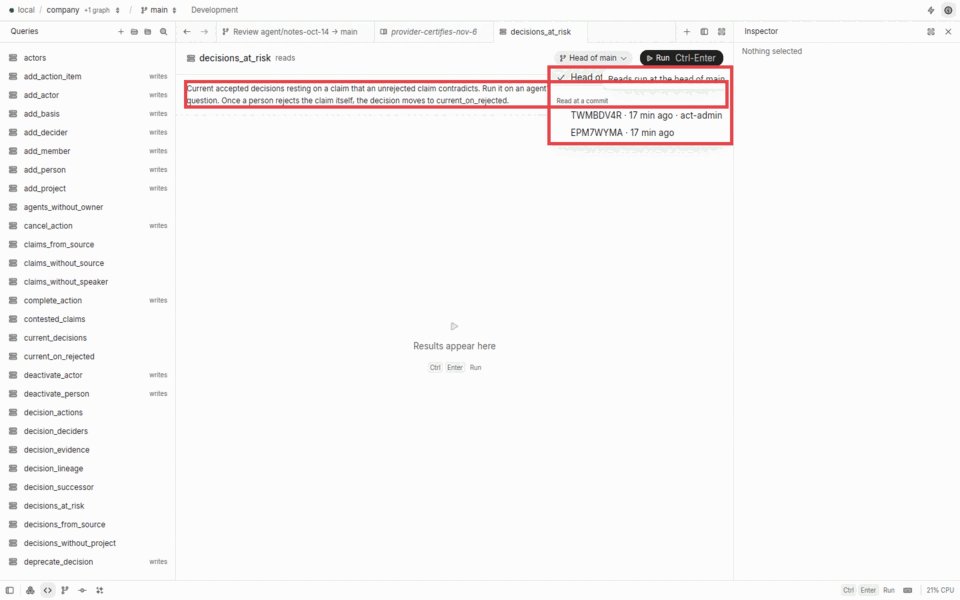 local / company +1 graph main Development
Queries
Review agent/notes-oct-14 → main
provider-certifies-nov-6
decisions_at_risk
Inspector
actors
add_action_item writes
add_actor writes
add_basis writes
add_decider writes
add_member writes
add_person writes
add_project writes
agents_without_owner
cancel_action writes
claims_from_source
claims_without_source
claims_without_speaker
complete_action writes
contested_claims
current_decisions
current_on_rejected
deactivate_actor writes
deactivate_person writes
decision_actions
decision_deciders
decision_evidence
decision_lineage
decision_successor
decisions_at_risk
decisions_from_source
decisions_without_project
deprecate_decision writes
decisions_at_risk reads
Head of main
Run Ctrl-Enter
Current accepted decisions resting on a claim that an unrejected claim contradicts. Run it on an agent
question. Once a person rejects the claim itself, the decision moves to current_on_rejected.
Head of
Reads run at the head of main
Read at a commit
TWMBDV4R · 17 min ago · act-admin
EPM7WYMA · 17 min ago
Results appear here
Ctrl Enter Run
Nothing selected
Ctrl Enter Run 21% CPU